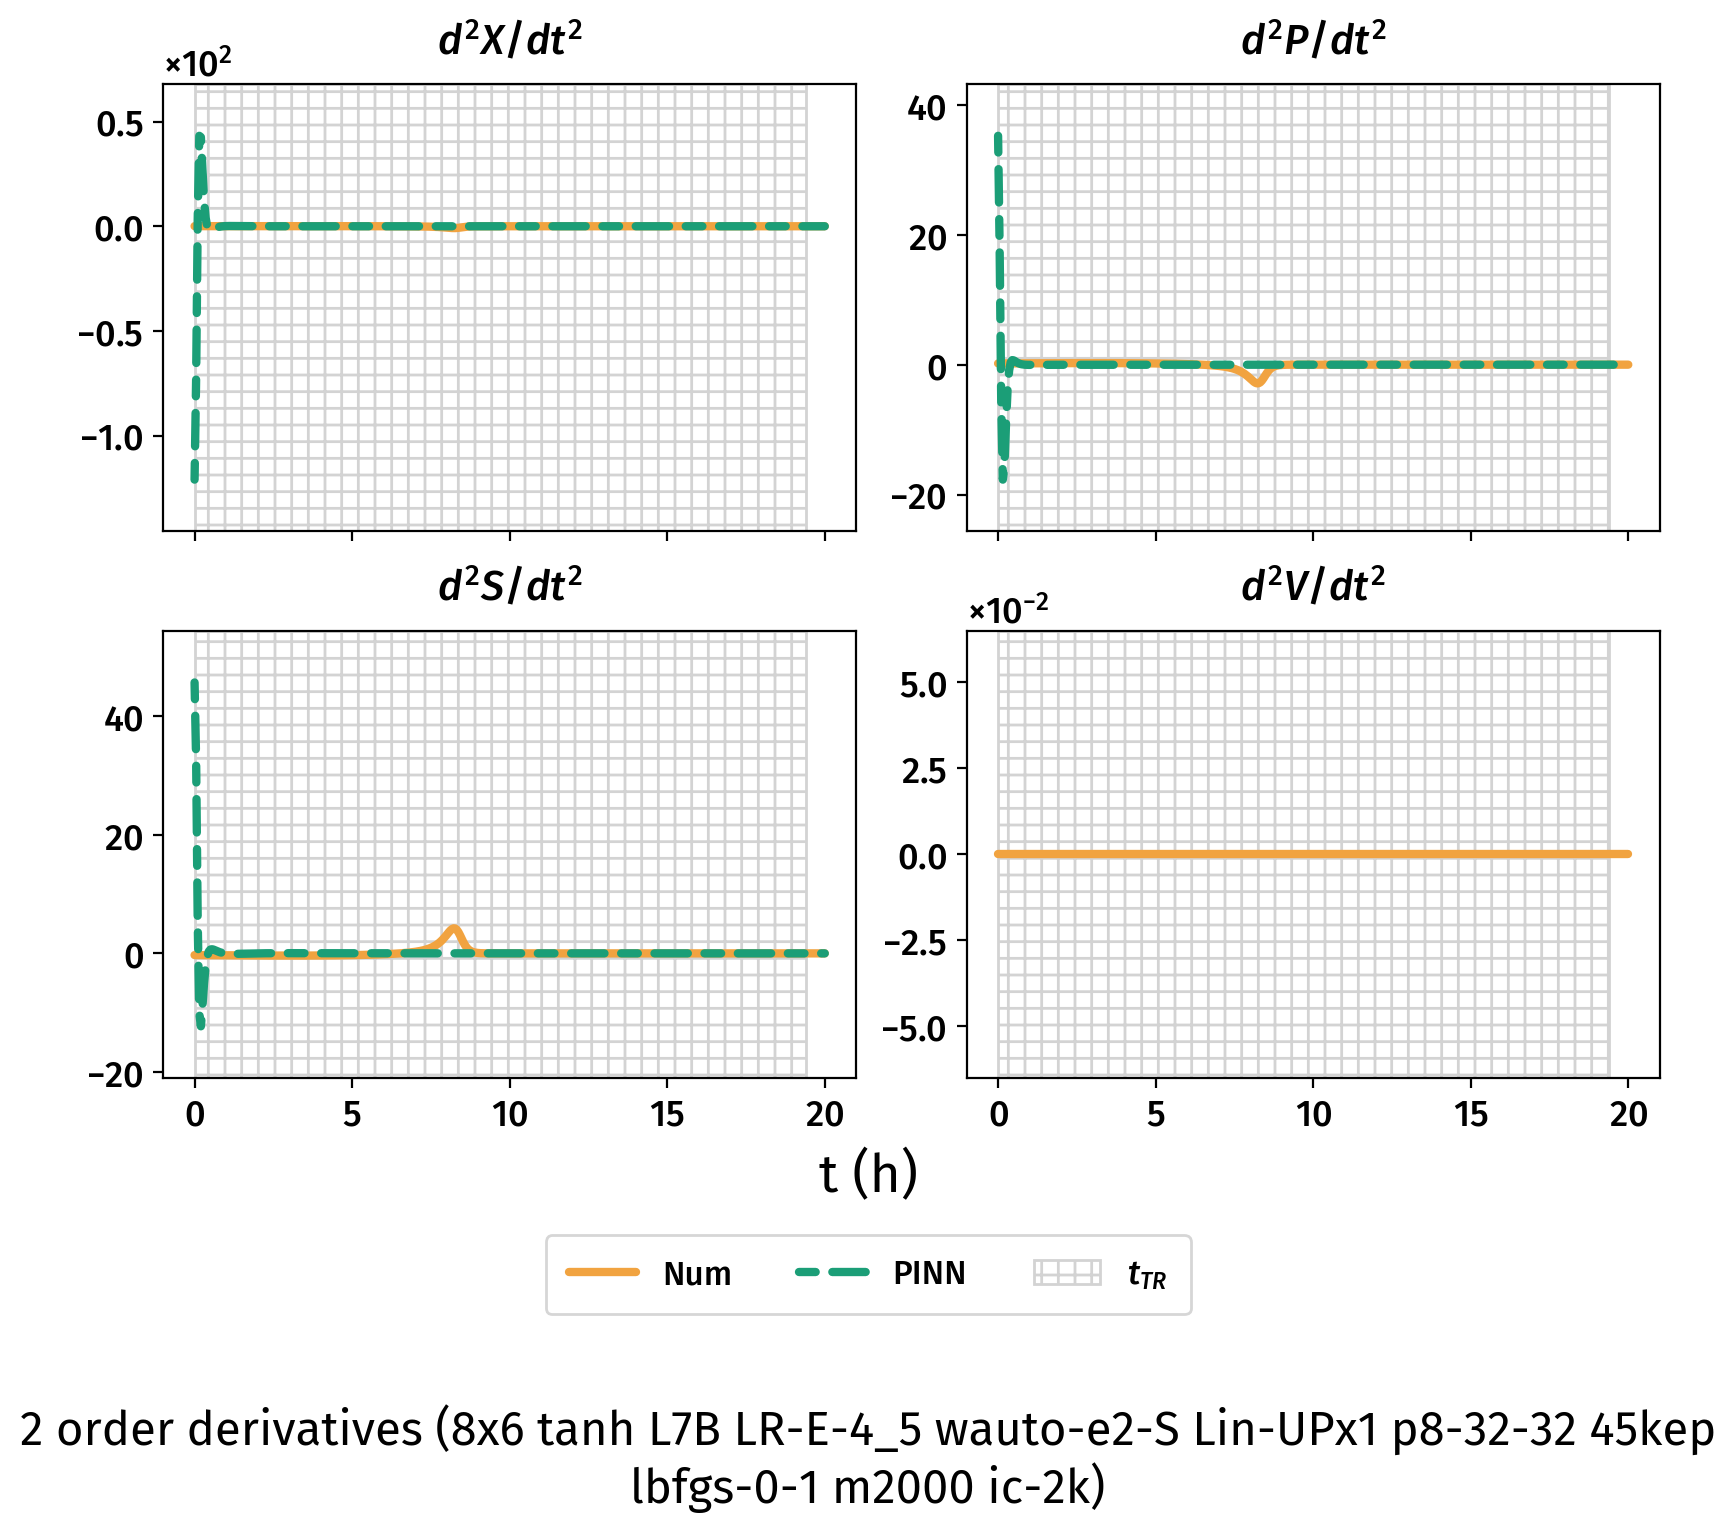 d²X/dt²
d²P/dt²
×10²
0.5
0.0
−0.5
−1.0
40
20
0
−20
d²S/dt²
d²V/dt²
40
20
0
−20
0
5
10
15
20
×10⁻²
5.0
2.5
0.0
−2.5
−5.0
0
5
10
15
20
t (h)
Num
PINN
t_TR
2 order derivatives (8x6 tanh L7B LR-E-4_5 wauto-e2-S Lin-UPx1 p8-32-32 45kep
lbfgs-0-1 m2000 ic-2k)